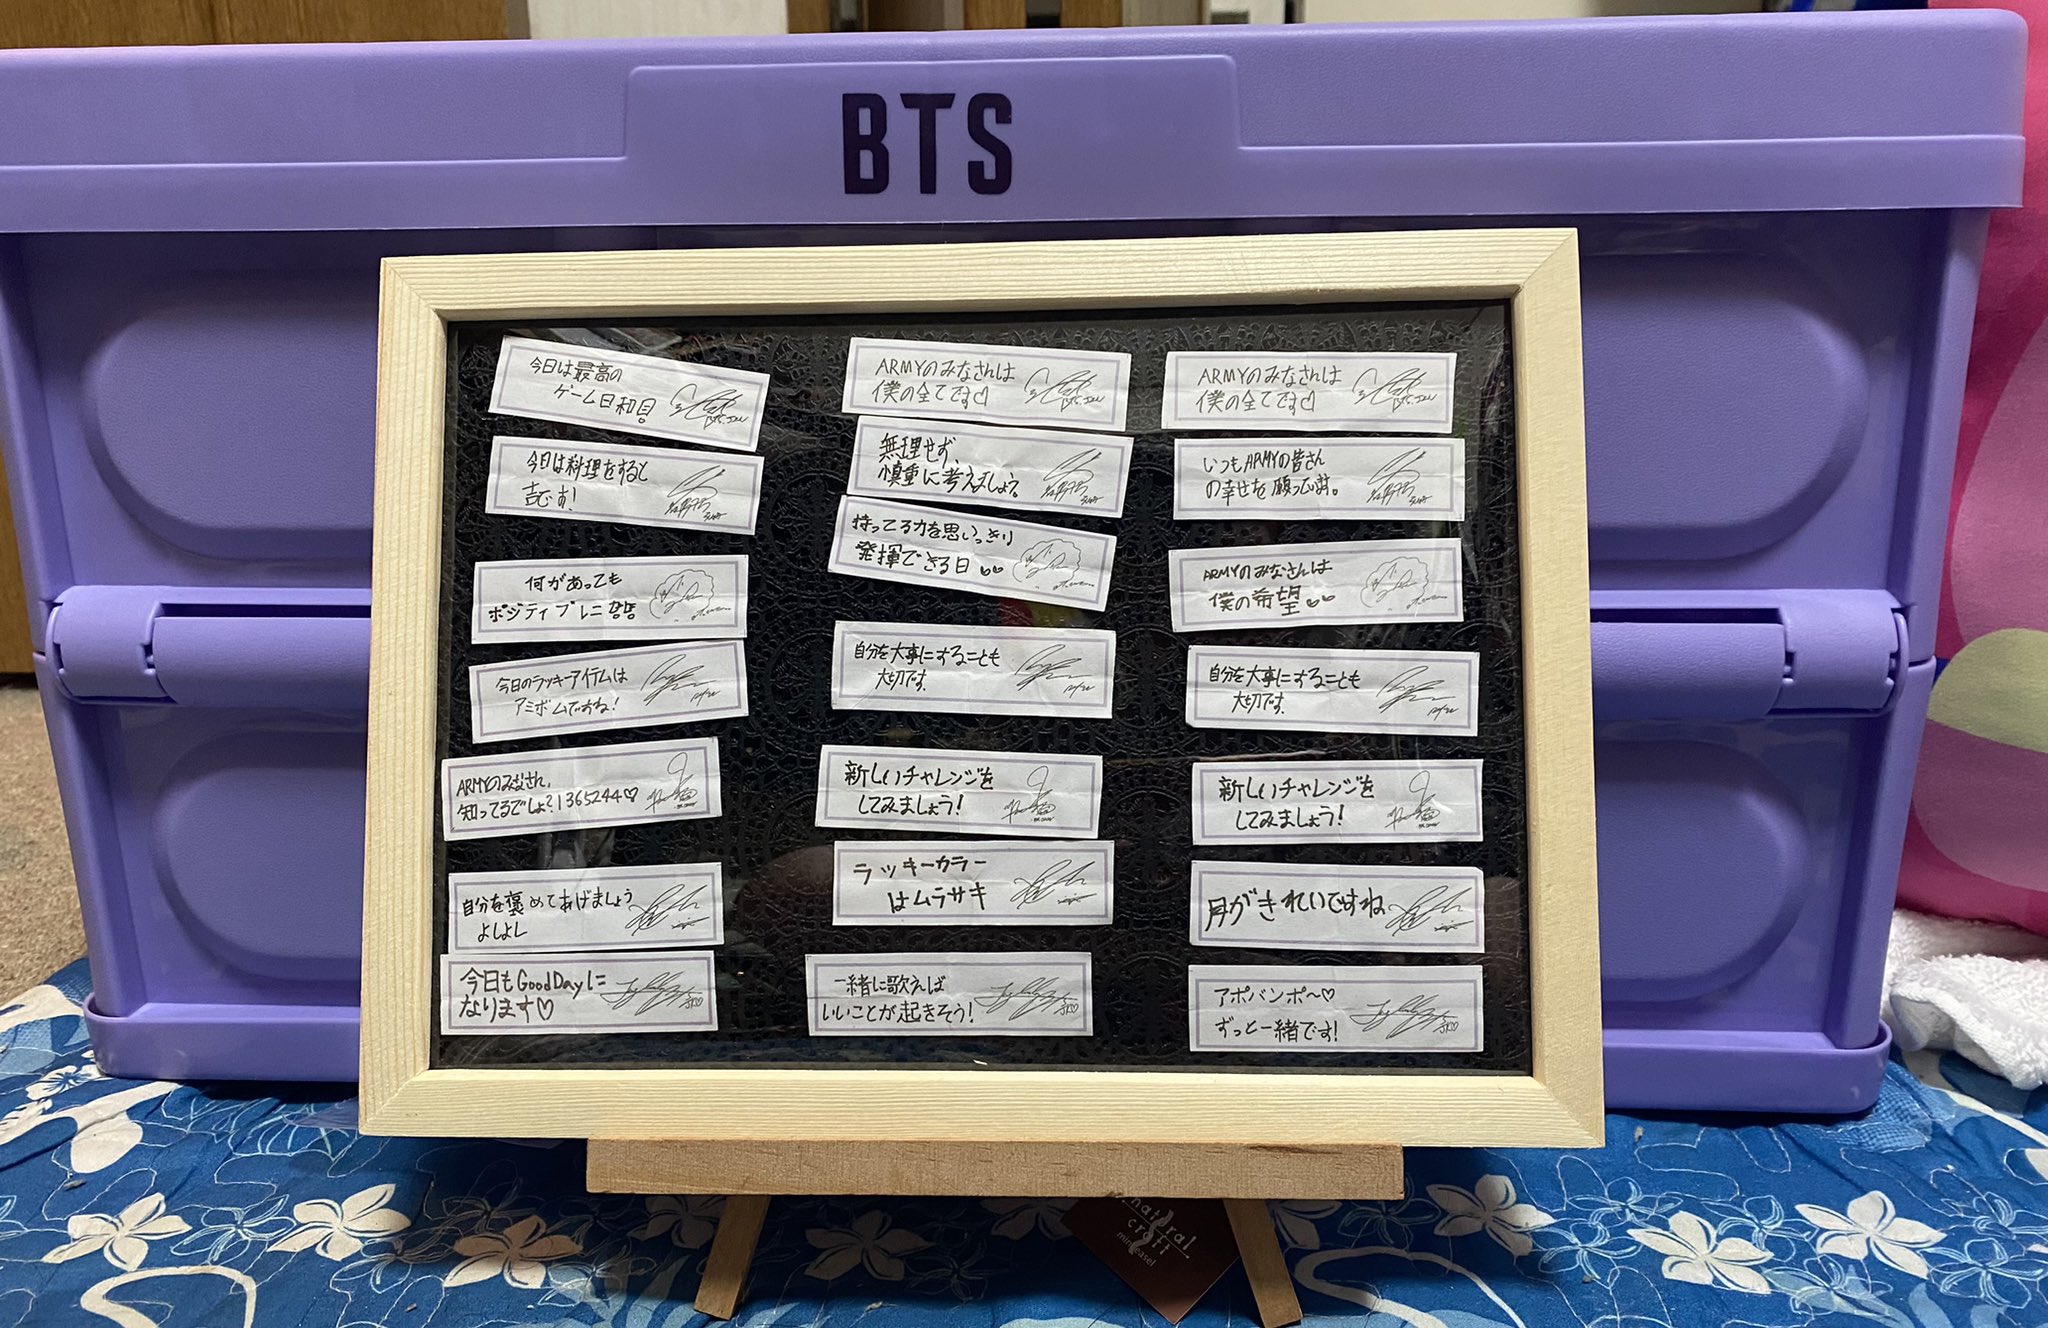 BTS
今日は最高の
ゲーム日和!
BTS. Jin
今日は料理をすると
吉です!
何があっても
ポジティブレニ
今日のラッキーアイテムは
アミボムですね!
ARMYのみなさん、
知ってるでしょ?1365244♡
自分を褒めてあげましょう
よしよし
今日もGood Dayに
なります♡
JK♡
ARMYのみなさんは
僕の全てです♡
BTS. Jin
無理せず、
慎重に考えましょう。
持ってる力を思いっきり
発揮できる日
自分を大事にすることも
大切です。
新しいチャレンジを
してみましょう!
ラッキーカラー
はムラサキ
一緒に歌えば
いいことが起きそう!
JK♡
ARMYのみなさんは
僕の全てです♡
BTS. Jin
いつもARMYの皆さん
の幸せを願ってます。
ARMYのみなさんは
僕の希望
自分を大事にすることも
大切です。
新しいチャレンジを
してみましょう!
月がきれいですね
アポバンポ〜♡
ずっと一緒です!
JK♡
natural
craft
mini easel